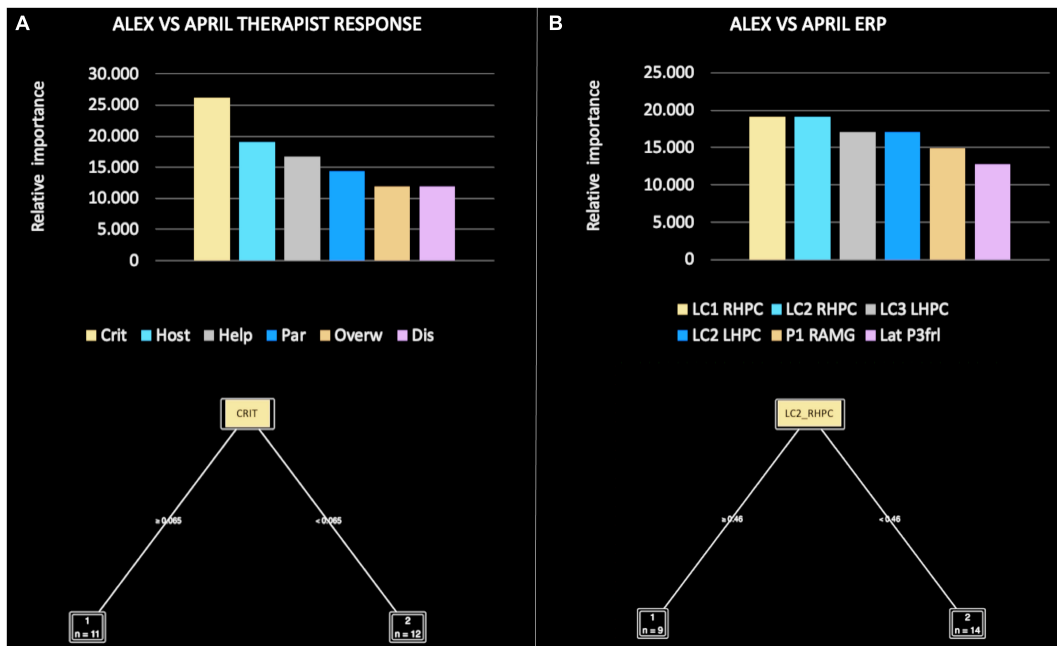 A
ALEX VS APRIL THERAPIST RESPONSE
Relative importance
30.000
25.000
20.000
15.000
10.000
5.000
0
Crit Host Help Par Overw Dis
CRIT
≥ 0.065
< 0.065
1
n = 11
2
n = 12
B
ALEX VS APRIL ERP
Relative importance
25.000
20.000
15.000
10.000
5.000
0
LC1 RHPC LC2 RHPC LC3 LHPC
LC2 LHPC P1 RAMG Lat P3frl
LC2_RHPC
≥ 0.46
< 0.46
1
n = 9
2
n = 14